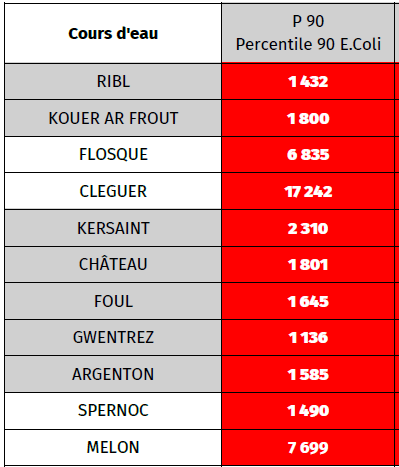 Cours d'eau
P 90
Percentile 90 E.Coli
RIBL 1 432
KOUER AR FROUT 1 800
FLOSQUE 6 835
CLEGUER 17 242
KERSAINT 2 310
CHÂTEAU 1 801
FOUL 1 645
GWENTREZ 1 136
ARGENTON 1 585
SPERNOC 1 490
MELON 7 699